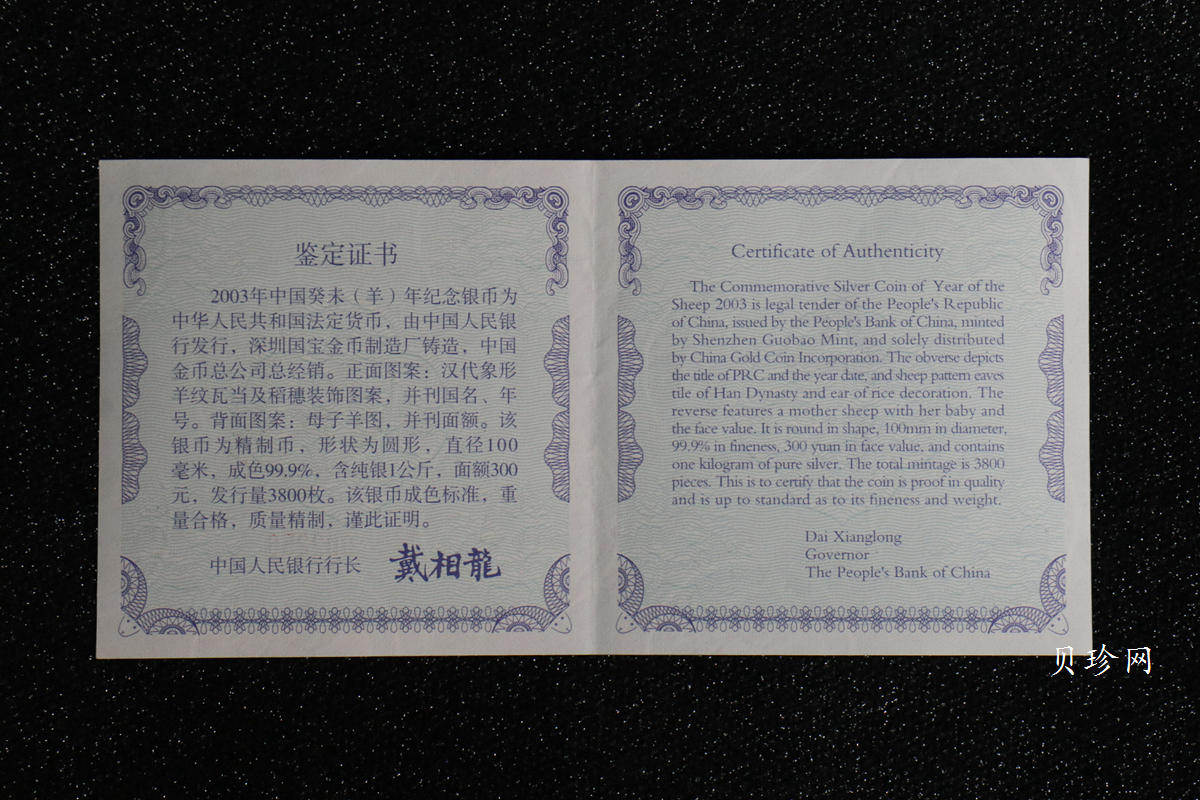 鉴定证书
2003年中国癸未（羊）年纪念银币为
中华人民共和国法定货币，由中国人民银
行发行，深圳国宝金币制造厂铸造，中国
金币总公司总经销。正面图案：汉代象形
羊纹瓦当及稻穗装饰图案，并刊国名、年
号。背面图案：母子羊图，并刊面额。该
银币为精制币，形状为圆形，直径100
毫米，成色99.9%，含纯银1公斤，面额300
元，发行量3800枚。该银币成色标准，重
量合格，质量精制，谨此证明。
中国人民银行行长 戴相龍
Certificate of Authenticity
The Commemorative Silver Coin of Year of the
Sheep 2003 is legal tender of the People's Republic
of China, issued by the People's Bank of China, minted
by Shenzhen Guobao Mint, and solely distributed
by China Gold Coin Incorporation. The obverse depicts
the title of PRC and the year date, and sheep pattern eaves
tile of Han Dynasty and ear of rice decoration. The
reverse features a mother sheep with her baby and
the face value. It is round in shape, 100mm in diameter,
99.9% in fineness, 300 yuan in face value, and contains
one kilogram of pure silver. The total mintage is 3800
pieces. This is to certify that the coin is proof in quality
and is up to standard as to its fineness and weight.
Dai Xianglong
Governor
The People's Bank of China
贝珍网